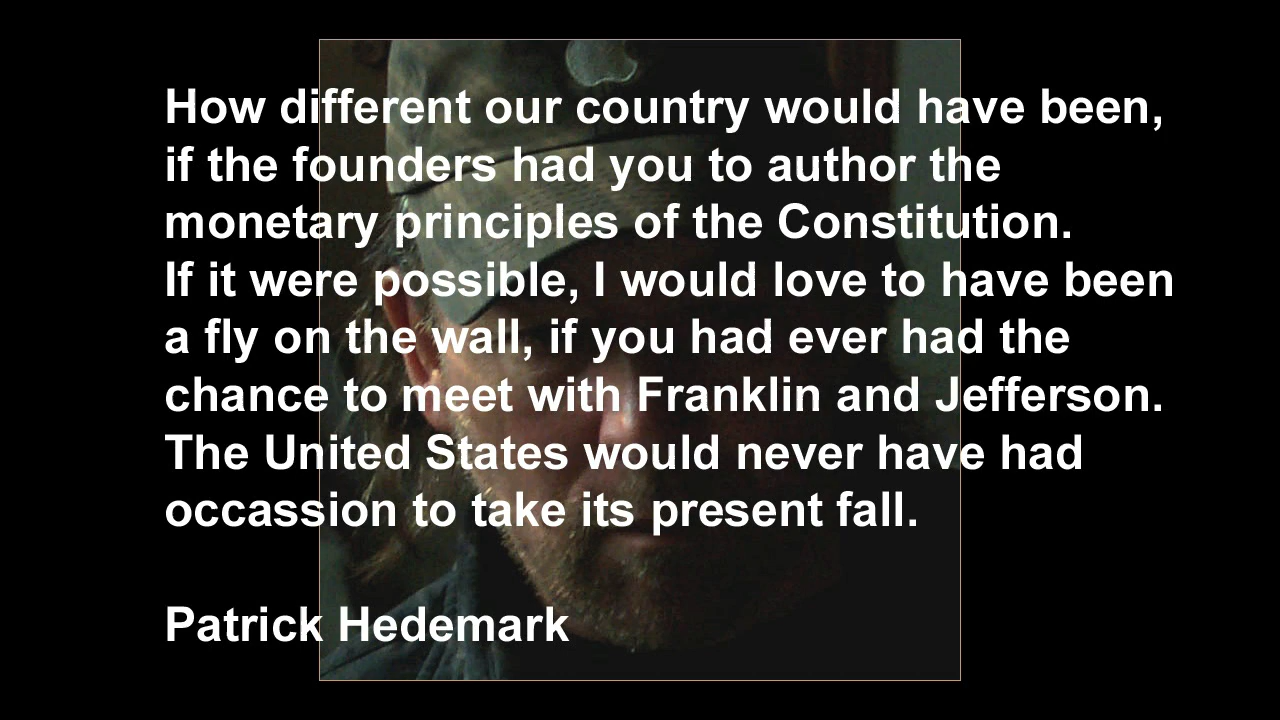 How different our country would have been,
if the founders had you to author the
monetary principles of the Constitution.
If it were possible, I would love to have been
a fly on the wall, if you had ever had the
chance to meet with Franklin and Jefferson.
The United States would never have had
occassion to take its present fall.
Patrick Hedemark